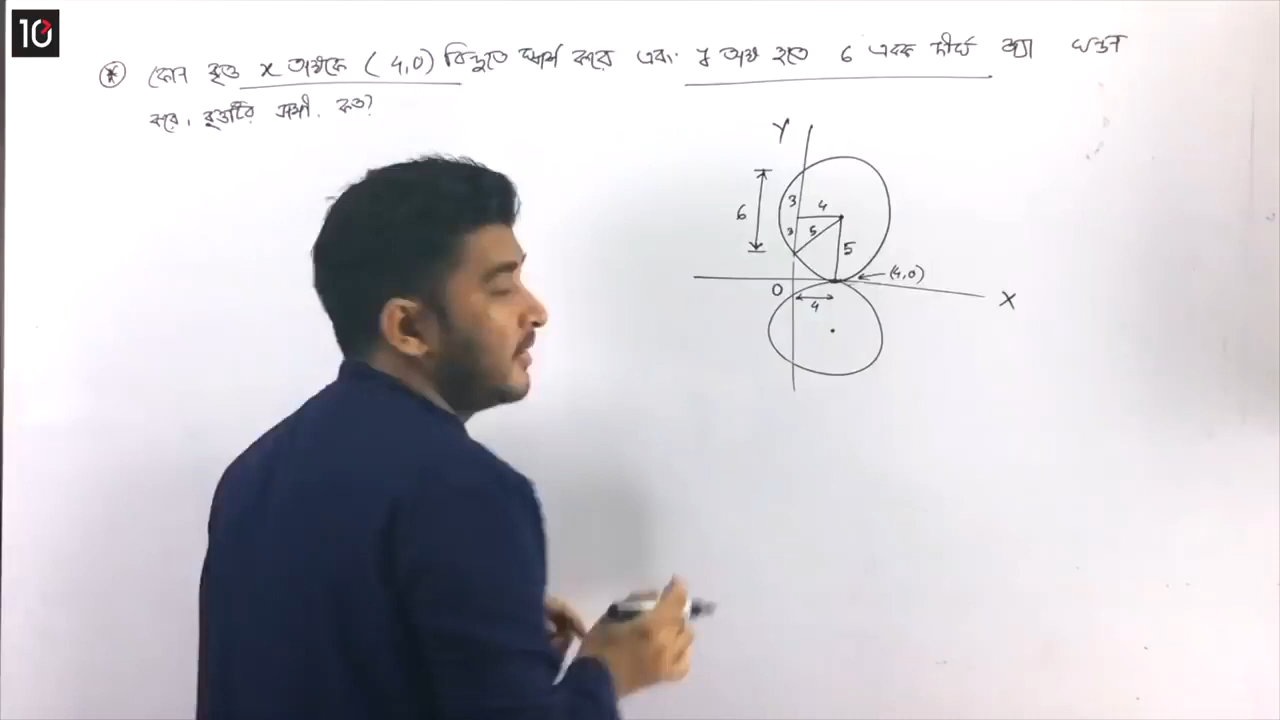 10
কোন বৃত্ত x অক্ষকে (4,0) বিন্দুতে স্পর্শ করে এবং y অক্ষ হতে 6 একক দীর্ঘ জ্যা খন্ডন
করে, বৃত্তটির সমী. কত?
Y
3
4
6
3
5
5
(4,0)
O
4
X